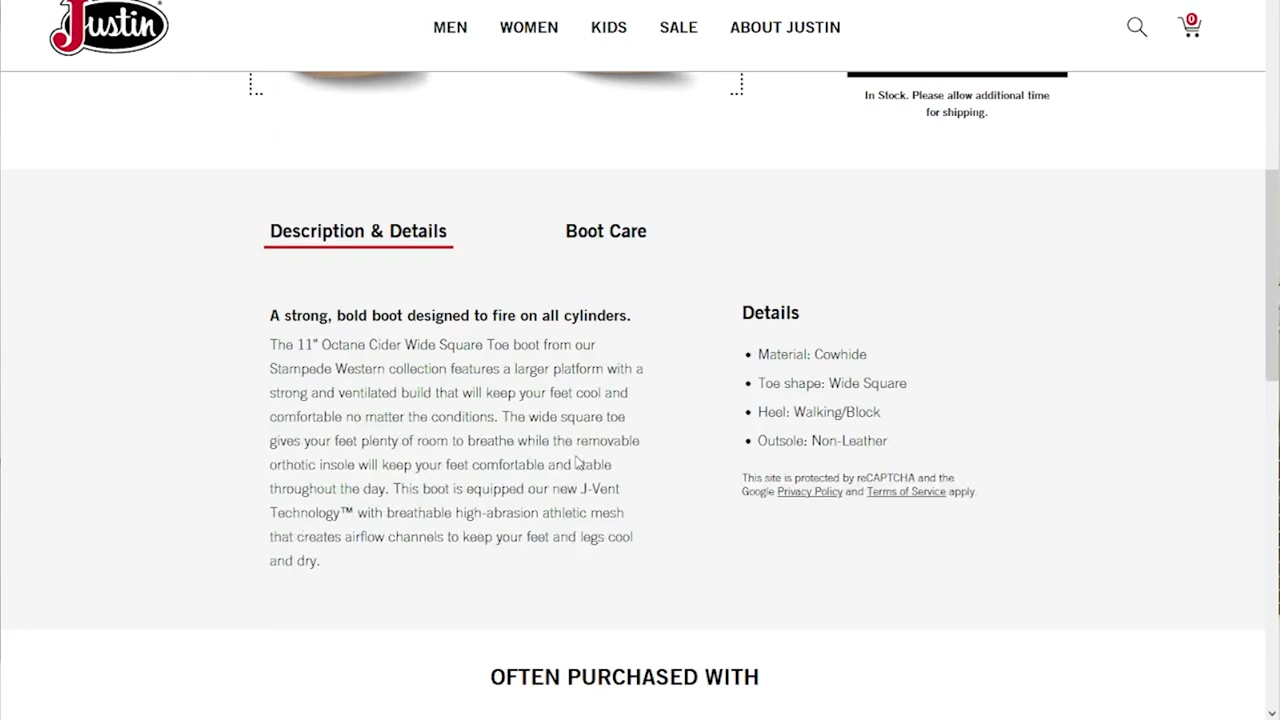 Justin
MEN WOMEN KIDS SALE ABOUT JUSTIN
0
In Stock. Please allow additional time
for shipping.
Description & Details
Boot Care
A strong, bold boot designed to fire on all cylinders.
The 11" Octane Cider Wide Square Toe boot from our
Stampede Western collection features a larger platform with a
strong and ventilated build that will keep your feet cool and
comfortable no matter the conditions. The wide square toe
gives your feet plenty of room to breathe while the removable
orthotic insole will keep your feet comfortable and stable
throughout the day. This boot is equipped our new J-Vent
Technology™ with breathable high-abrasion athletic mesh
that creates airflow channels to keep your feet and legs cool
and dry.
Details
• Material: Cowhide
• Toe shape: Wide Square
• Heel: Walking/Block
• Outsole: Non-Leather
This site is protected by reCAPTCHA and the
Google Privacy Policy and Terms of Service apply.
OFTEN PURCHASED WITH